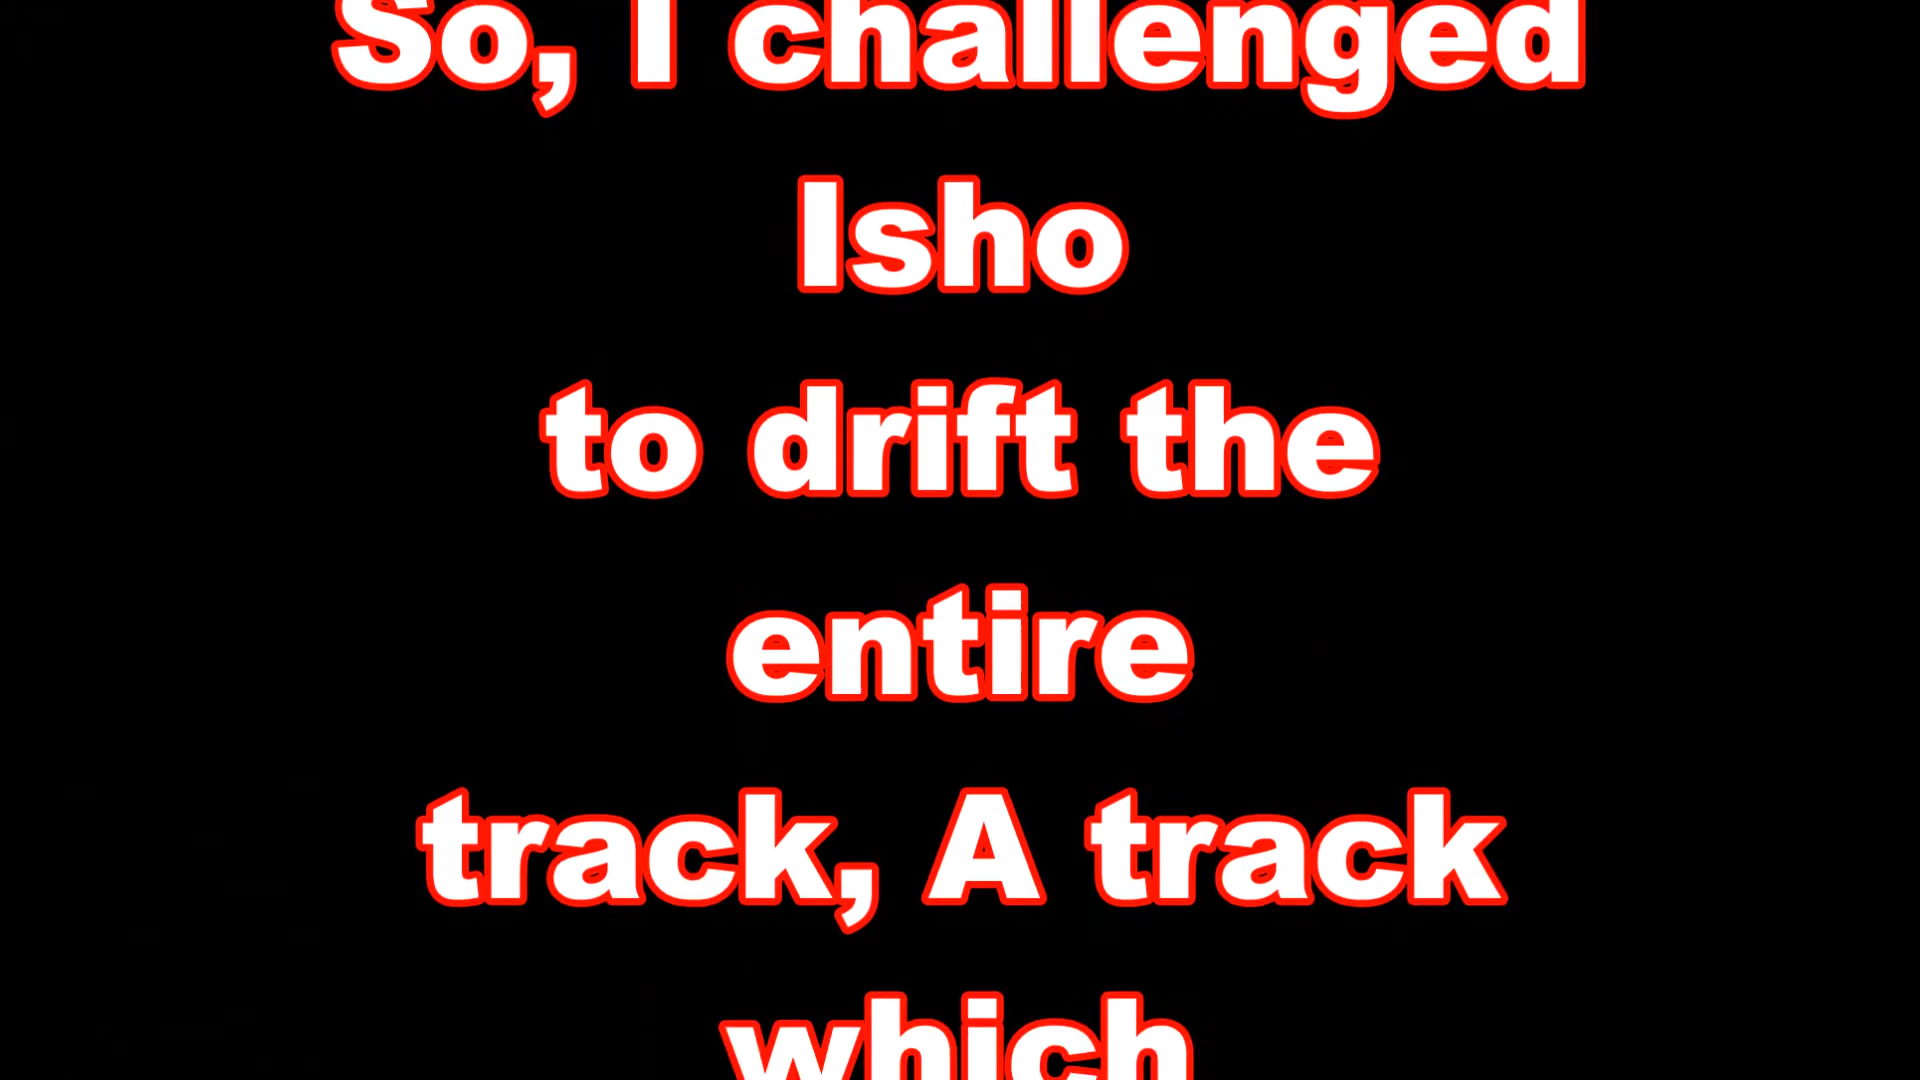 So, I challenged
Isho
to drift the
entire
track, A track
which